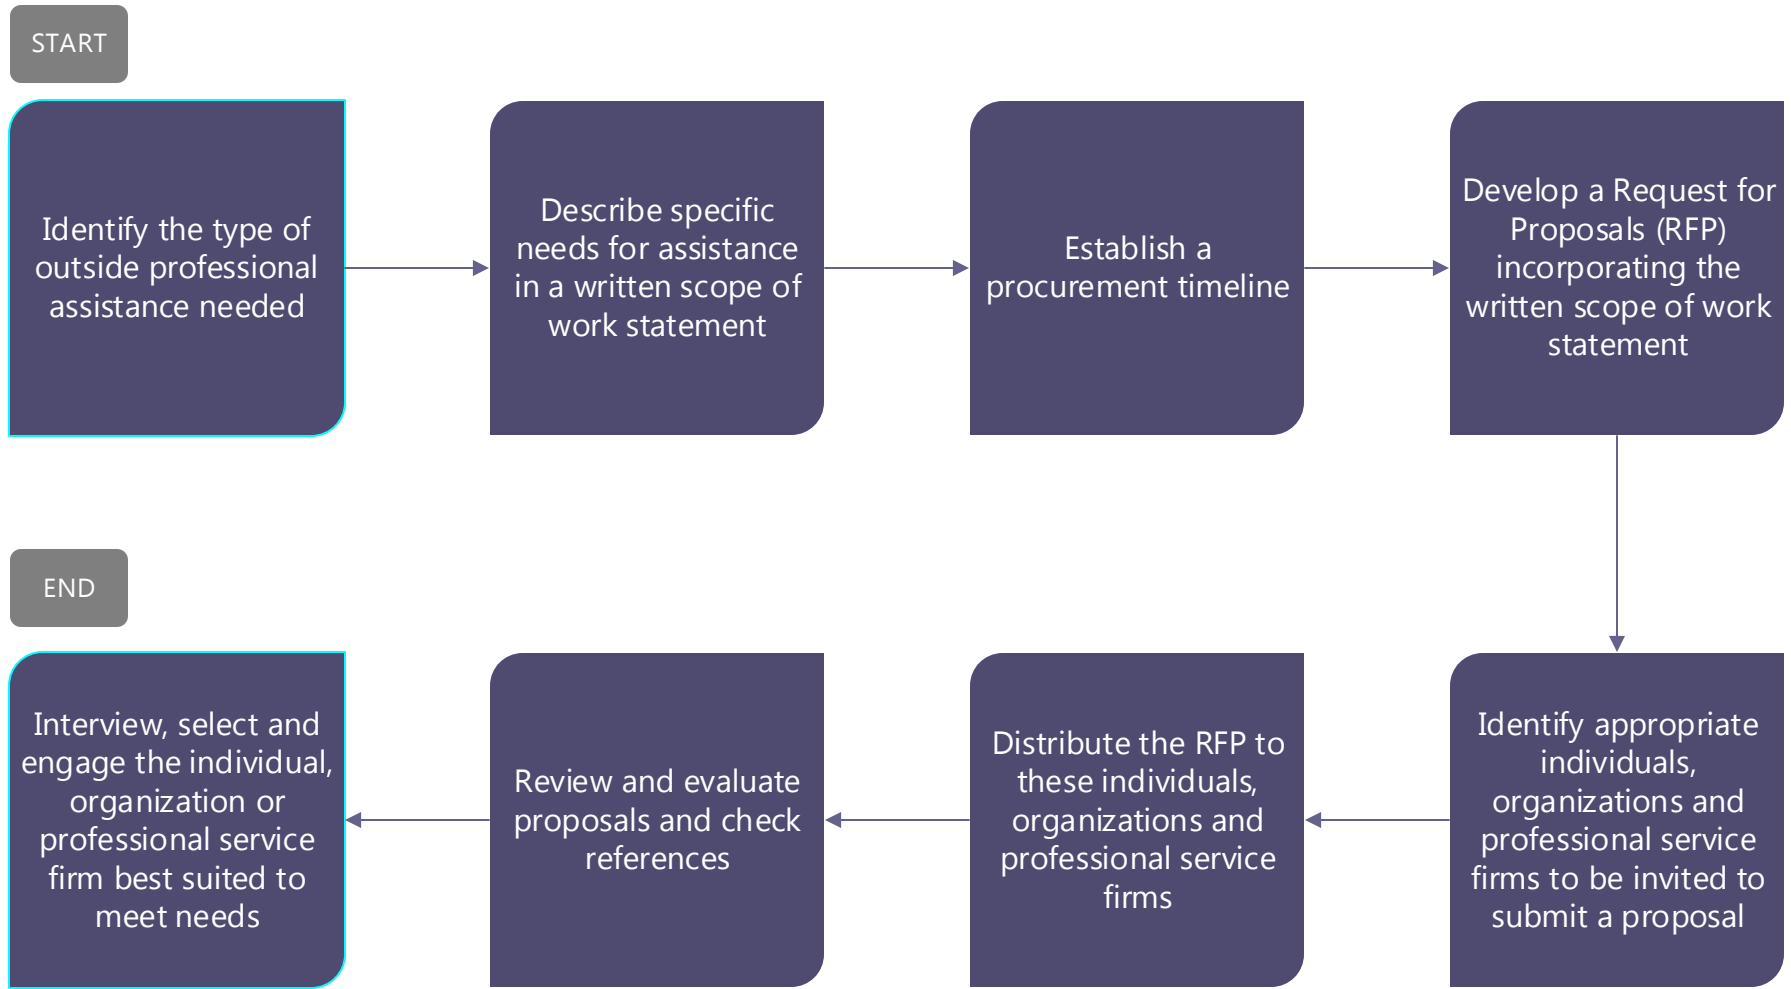 START
Identify the type of
outside professional
assistance needed
Describe specific
needs for assistance
in a written scope of
work statement
Establish a
procurement timeline
Develop a Request for
Proposals (RFP)
incorporating the
written scope of work
statement
Identify appropriate
individuals,
organizations and
professional service
firms to be invited to
submit a proposal
Distribute the RFP to
these individuals,
organizations and
professional service
firms
Review and evaluate
proposals and check
references
END
Interview, select and
engage the individual,
organization or
professional service
firm best suited to
meet needs